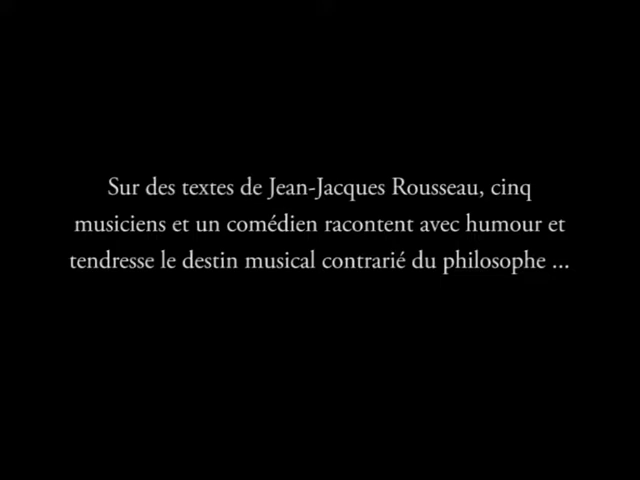 Sur des textes de Jean-Jacques Rousseau, cinq
musiciens et un comédien racontent avec humour et
tendresse le destin musical contrarié du philosophe ...